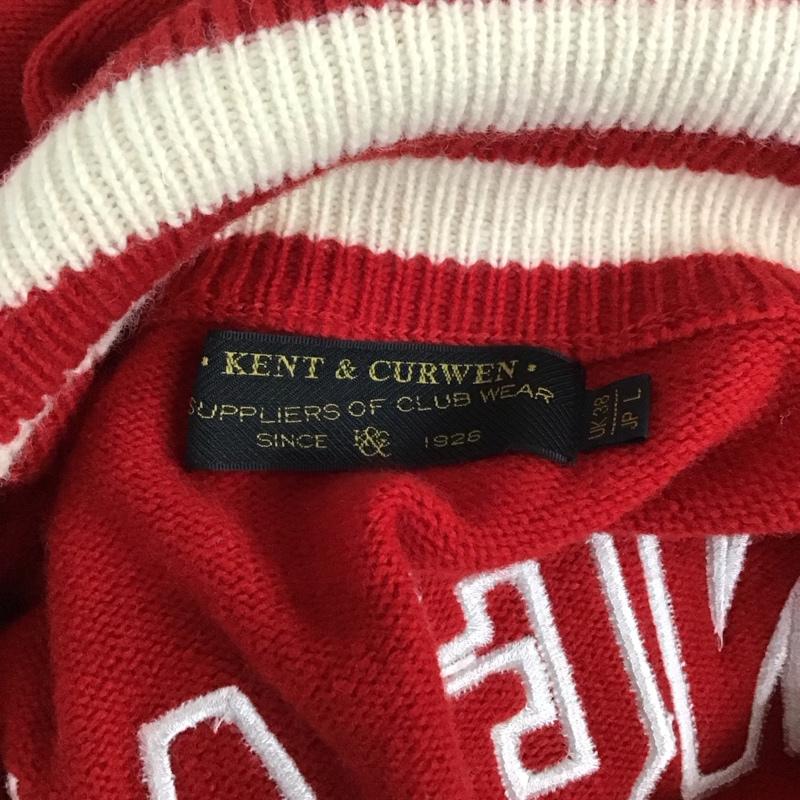 · KENT & CURWEN ·
SUPPLIERS OF CLUB WEAR
SINCE K&C 1926
UK 38
JP L